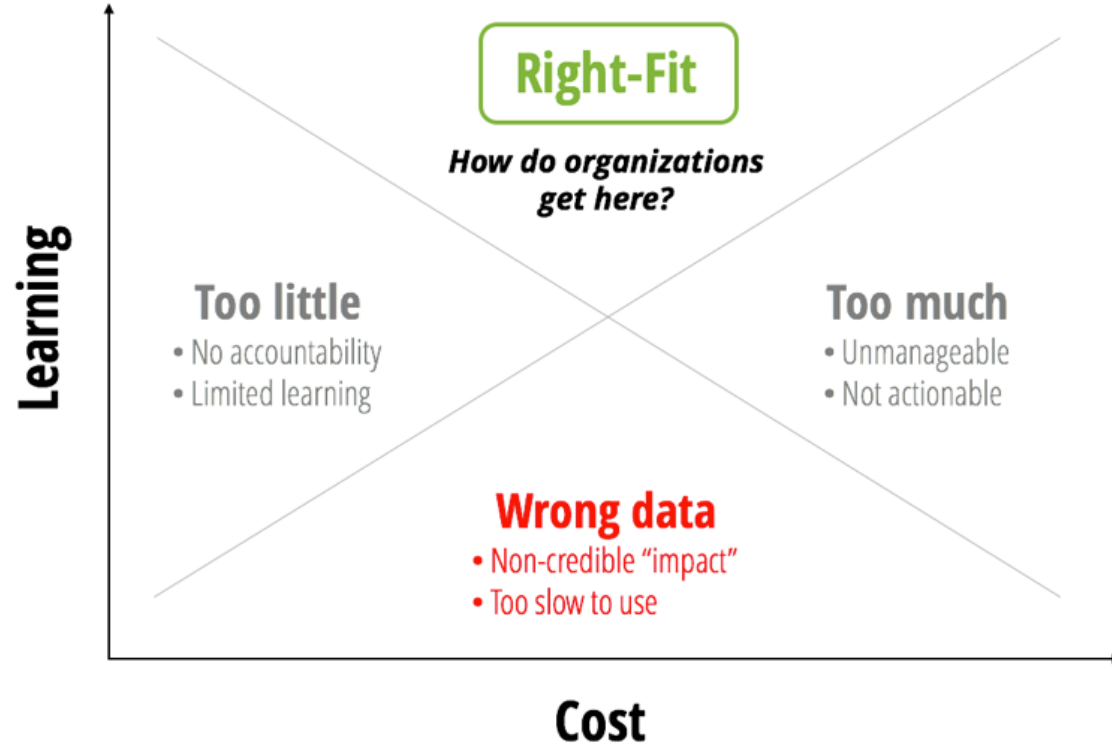 Right-Fit
How do organizations
get here?
Learning
Too little
• No accountability
• Limited learning
Too much
• Unmanageable
• Not actionable
Wrong data
• Non-credible “impact”
• Too slow to use
Cost